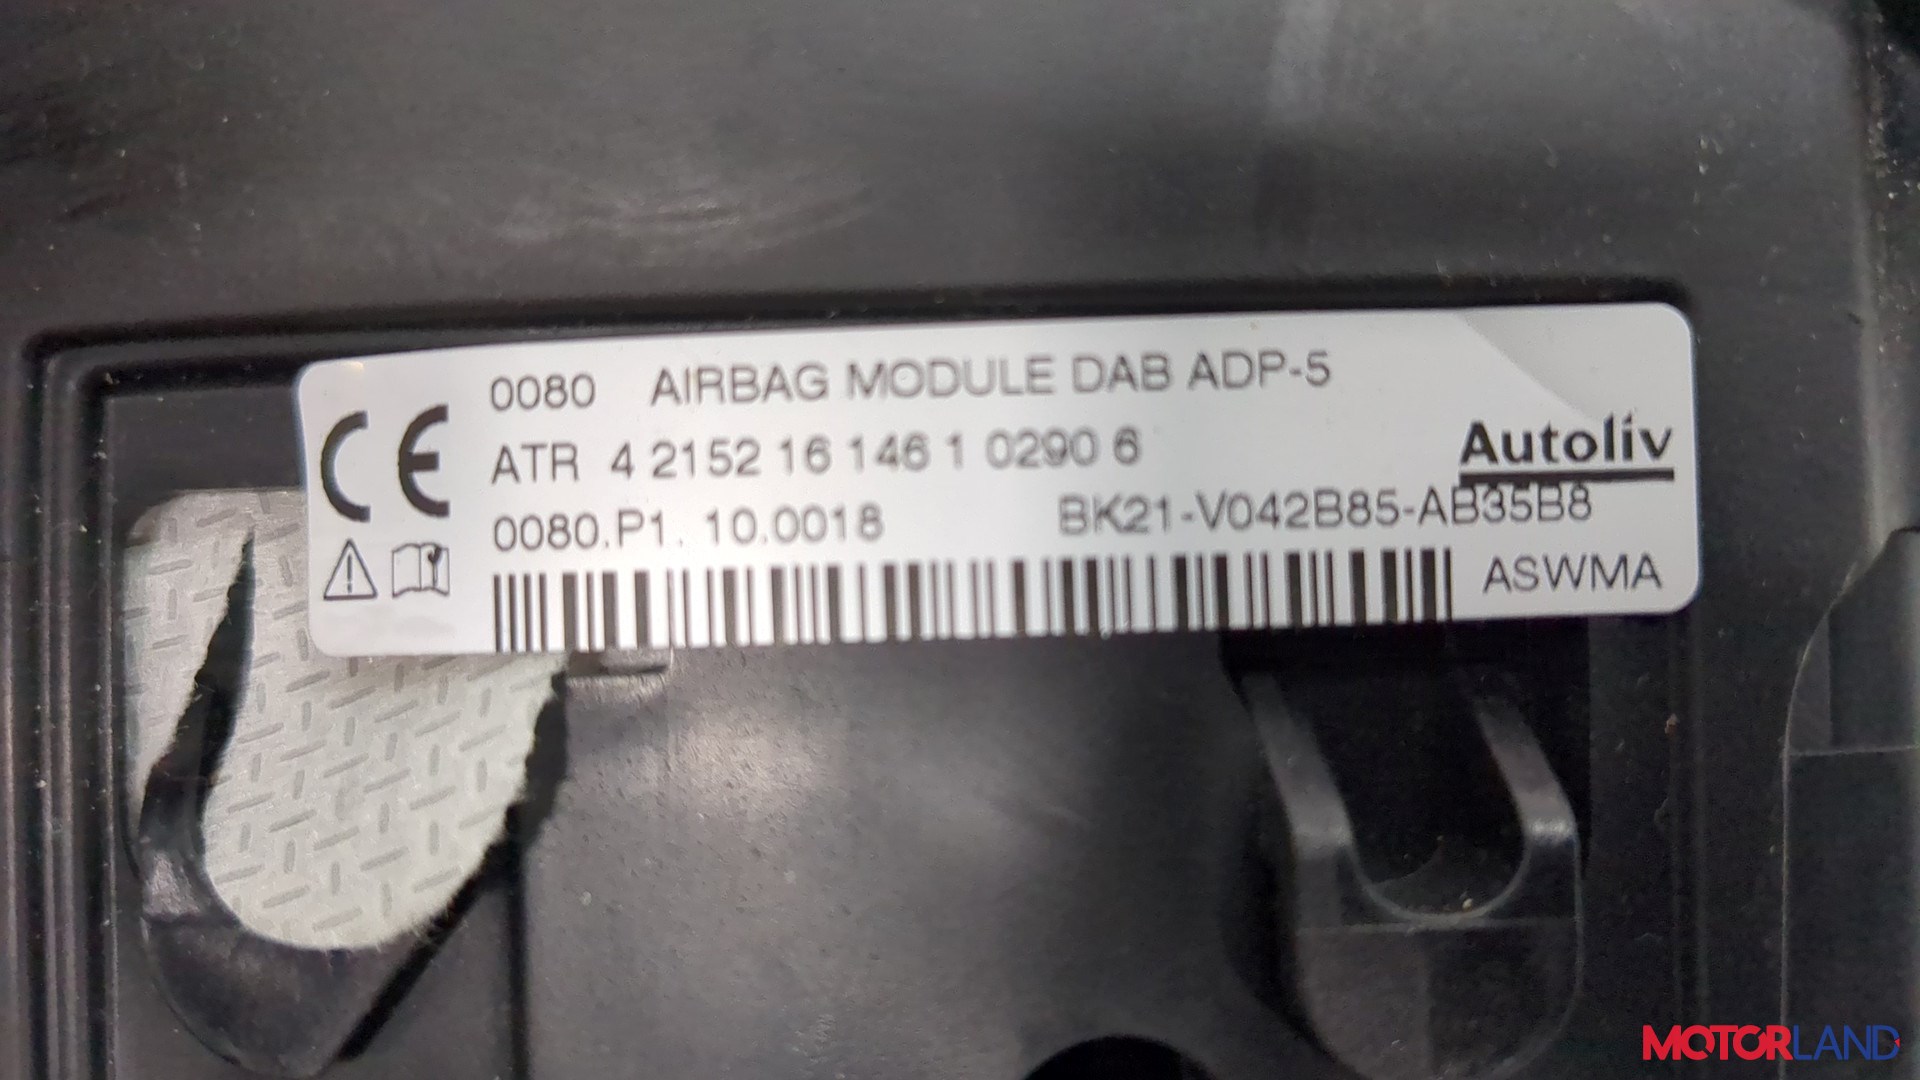 CE 0080 AIRBAG MODULE DAB ADP-5
ATR 4 2152 16 146 1 0290 6
Autoliv
0080.P1. 10.0018 BK21-V042B85-AB35B8
ASWMA
MOTORLAND